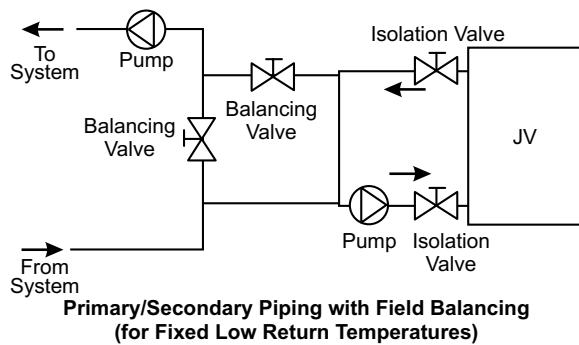 To
System
Pump
Isolation Valve
Balancing
Valve
Balancing
Valve
JV
Pump
Isolation
Valve
From
System
Primary/Secondary Piping with Field Balancing
(for Fixed Low Return Temperatures)